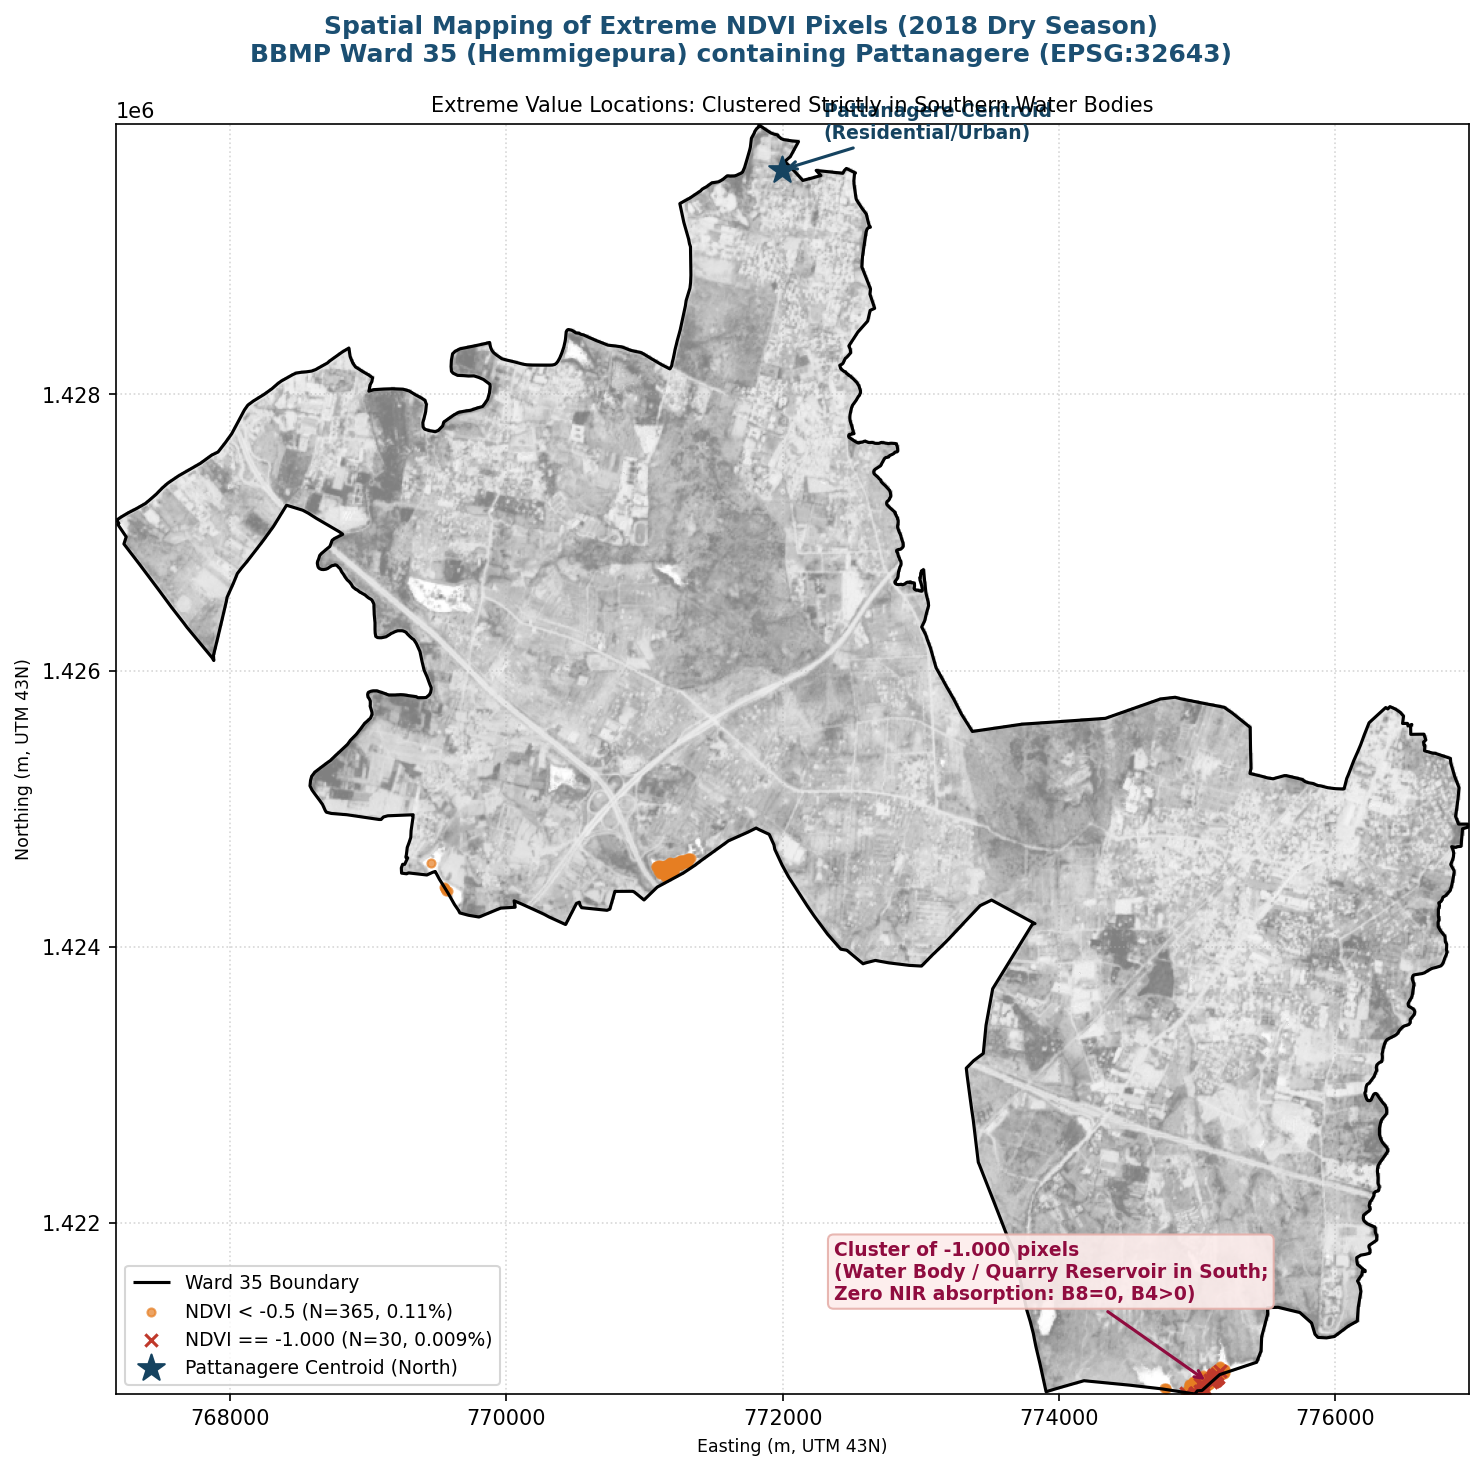 Spatial Mapping of Extreme NDVI Pixels (2018 Dry Season)
BBMP Ward 35 (Hemmigepura) containing Pattanagere (EPSG:32643)
Extreme Value Locations: Clustered Strictly in Southern Water Bodies
1e6
Pattanagere Centroid
(Residential/Urban)
1.428
1.426
1.424
1.422
Northing (m, UTM 43N)
Cluster of -1.000 pixels
(Water Body / Quarry Reservoir in South;
Zero NIR absorption: B8=0, B4>0)
Ward 35 Boundary
NDVI < -0.5 (N=365, 0.11%)
NDVI == -1.000 (N=30, 0.009%)
Pattanagere Centroid (North)
768000
770000
772000
774000
776000
Easting (m, UTM 43N)